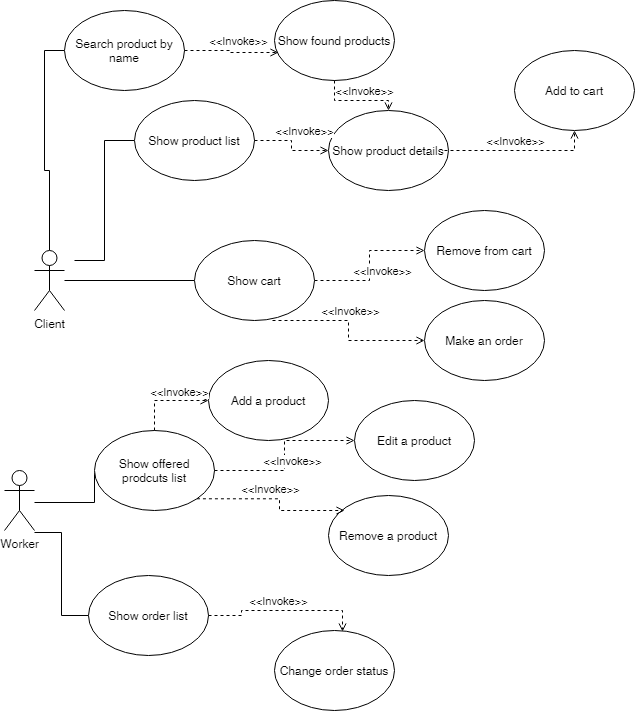 Search product by
name
<<Invoke>>
Show found products
<<Invoke>>
Add to cart
Show product list
<<Invoke>>
Show product details
<<Invoke>>
Client
Show cart
<<Invoke>>
Remove from cart
<<Invoke>>
Make an order
<<Invoke>>
Add a product
Show offered
prodcuts list
<<Invoke>>
Edit a product
<<Invoke>>
Remove a product
Worker
Show order list
<<Invoke>>
Change order status